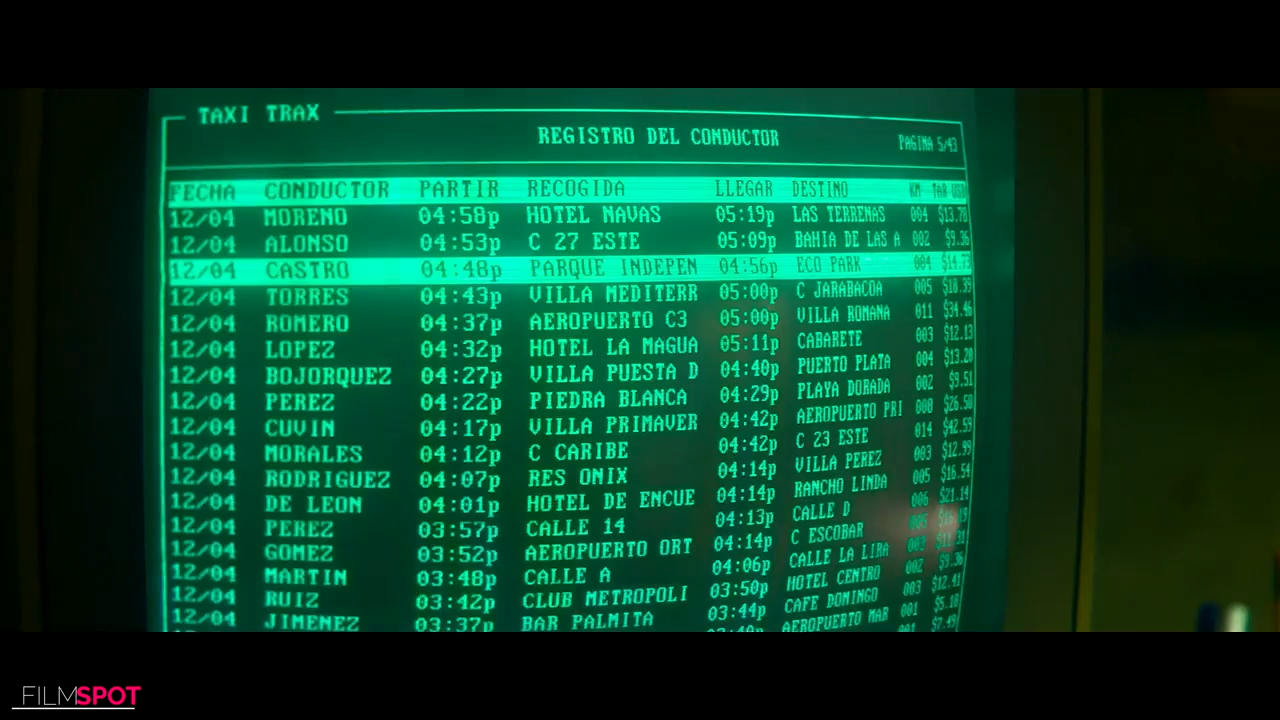 TAXI TRAX
REGISTRO DEL CONDUCTOR PAGINA 5/43
FECHA CONDUCTOR PARTIR RECOGIDA LLEGAR DESTINO KM TAR USD
12/04 MORENO 04:58p HOTEL NAVAS 05:19p LAS TERRENAS 004 $13.78
12/04 ALONSO 04:53p C 27 ESTE 05:09p BAHIA DE LAS A 002 $9.36
12/04 CASTRO 04:48p PARQUE INDEPEN 04:56p ECO PARK 004 $14.73
12/04 TORRES 04:43p VILLA MEDITERR 05:00p C JARABACOA 005 $18.39
12/04 ROMERO 04:37p AEROPUERTO C3 05:00p VILLA ROMANA 011 $34.46
12/04 LOPEZ 04:32p HOTEL LA MAGUA 05:11p CABARETE 003 $12.13
12/04 BOJORQUEZ 04:27p VILLA PUESTA D 04:40p PUERTO PLATA 004 $13.20
12/04 PEREZ 04:22p PIEDRA BLANCA 04:29p PLAYA DORADA 002 $9.51
12/04 CUVIN 04:17p VILLA PRIMAVER 04:42p AEROPUERTO PRI 008 $26.50
12/04 MORALES 04:12p C CARIBE 04:42p C 23 ESTE 014 $42.59
12/04 RODRIGUEZ 04:07p RES ONIX 04:14p VILLA PEREZ 003 $12.99
12/04 DE LEON 04:01p HOTEL DE ENCUE 04:14p RANCHO LINDA 005 $16.54
12/04 PEREZ 03:57p CALLE 14 04:13p CALLE D 006 $21.14
12/04 GOMEZ 03:52p AEROPUERTO ORT 04:14p C ESCOBAR
12/04 MARTIN 03:48p CALLE A 04:06p CALLE LA LIRA
12/04 RUIZ 03:42p CLUB METROPOLI 03:50p HOTEL CENTRO 002 $9.36
12/04 JIMENEZ 03:37p BAR PALMITA 03:44p CAFE DOMINGO 003 $12.41
AEROPUERTO MAR 001 $5.18
FILMSPOT